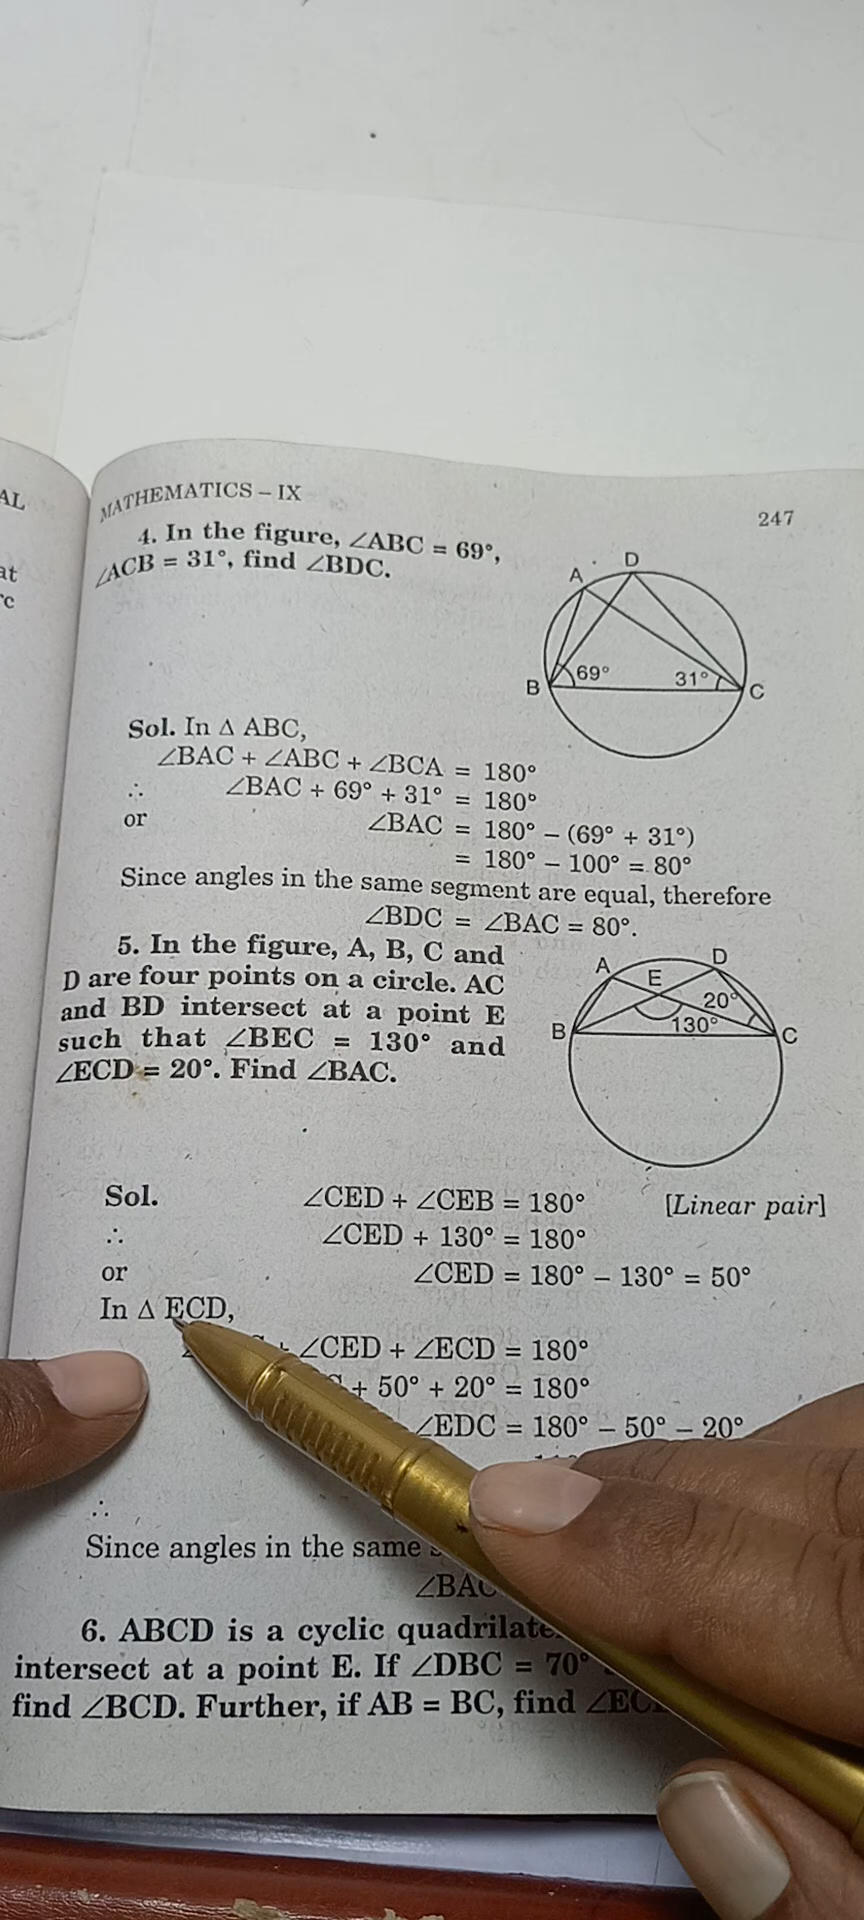 AL
at
MATHEMATICS – IX
247
4. In the figure, ∠ABC = 69°,
∠ACB = 31°, find ∠BDC.
A
D
B
69°
31°
C
Sol. In Δ ABC,
∠BAC + ∠ABC + ∠BCA = 180°
∴ ∠BAC + 69° + 31° = 180°
or ∠BAC = 180° – (69° + 31°)
= 180° – 100° = 80°
Since angles in the same segment are equal, therefore
∠BDC = ∠BAC = 80°.
5. In the figure, A, B, C and
D are four points on a circle. AC
and BD intersect at a point E
such that ∠BEC = 130° and
∠ECD = 20°. Find ∠BAC.
A
D
E
20°
B
130°
C
Sol. ∠CED + ∠CEB = 180° [Linear pair]
∴ ∠CED + 130° = 180°
or ∠CED = 180° – 130° = 50°
In Δ ECD,
+ ∠CED + ∠ECD = 180°
+ 50° + 20° = 180°
∠EDC = 180° – 50° – 20°
∴
Since angles in the same
∠BAC
6. ABCD is a cyclic
intersect at a point E. If ∠DBC = 70°
find ∠BCD. Further, if AB = BC, find